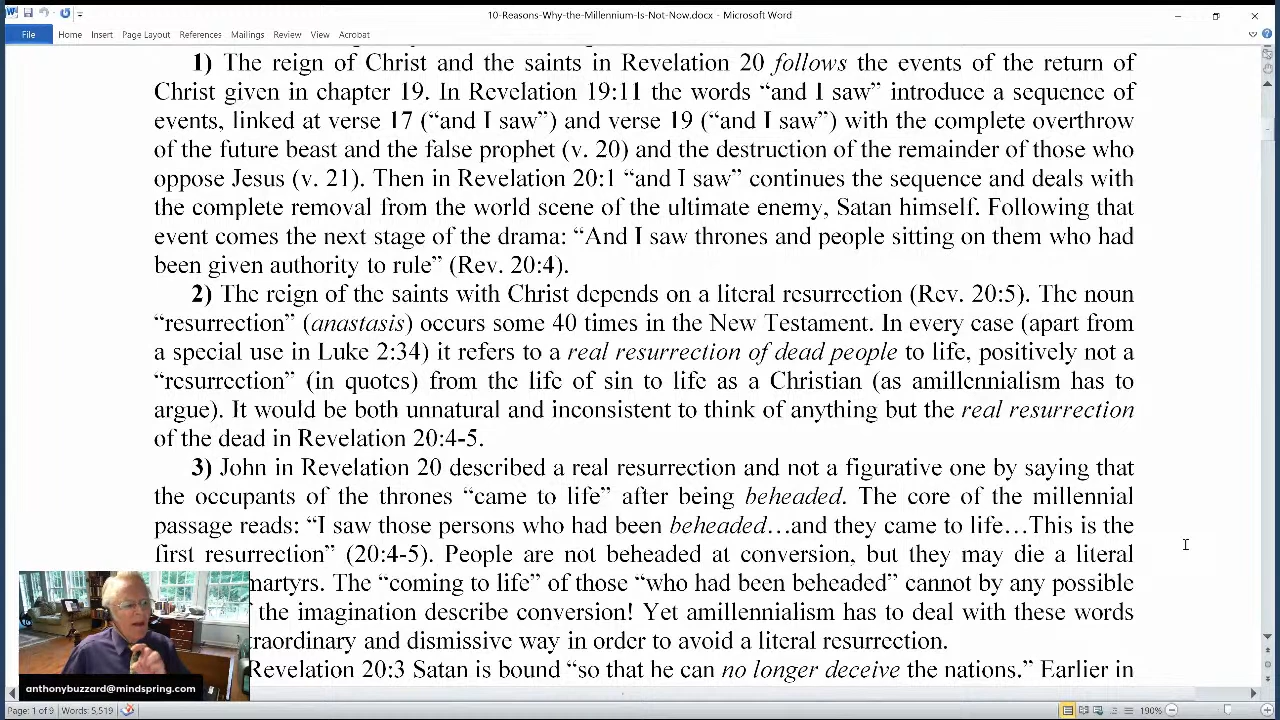 10-Reasons-Why-the-Millennium-Is-Not-Now.docx - Microsoft Word
File Home Insert Page Layout References Mailings Review View Acrobat
1) The reign of Christ and the saints in Revelation 20 follows the events of the return of
Christ given in chapter 19. In Revelation 19:11 the words “and I saw” introduce a sequence of
events, linked at verse 17 (“and I saw”) and verse 19 (“and I saw”) with the complete overthrow
of the future beast and the false prophet (v. 20) and the destruction of the remainder of those who
oppose Jesus (v. 21). Then in Revelation 20:1 “and I saw” continues the sequence and deals with
the complete removal from the world scene of the ultimate enemy, Satan himself. Following that
event comes the next stage of the drama: “And I saw thrones and people sitting on them who had
been given authority to rule” (Rev. 20:4).
2) The reign of the saints with Christ depends on a literal resurrection (Rev. 20:5). The noun
“resurrection” (anastasis) occurs some 40 times in the New Testament. In every case (apart from
a special use in Luke 2:34) it refers to a real resurrection of dead people to life, positively not a
“resurrection” (in quotes) from the life of sin to life as a Christian (as amillennialism has to
argue). It would be both unnatural and inconsistent to think of anything but the real resurrection
of the dead in Revelation 20:4-5.
3) John in Revelation 20 described a real resurrection and not a figurative one by saying that
the occupants of the thrones “came to life” after being beheaded. The core of the millennial
passage reads: “I saw those persons who had been beheaded…and they came to life…This is the
first resurrection” (20:4-5). People are not beheaded at conversion, but they may die a literal
martyrs. The “coming to life” of those “who had been beheaded” cannot by any possible
the imagination describe conversion! Yet amillennialism has to deal with these words
traordinary and dismissive way in order to avoid a literal resurrection.
Revelation 20:3 Satan is bound “so that he can no longer deceive the nations.” Earlier in
anthonybuzzard@mindspring.com
Page: 1 of 9 Words: 5,519 190%